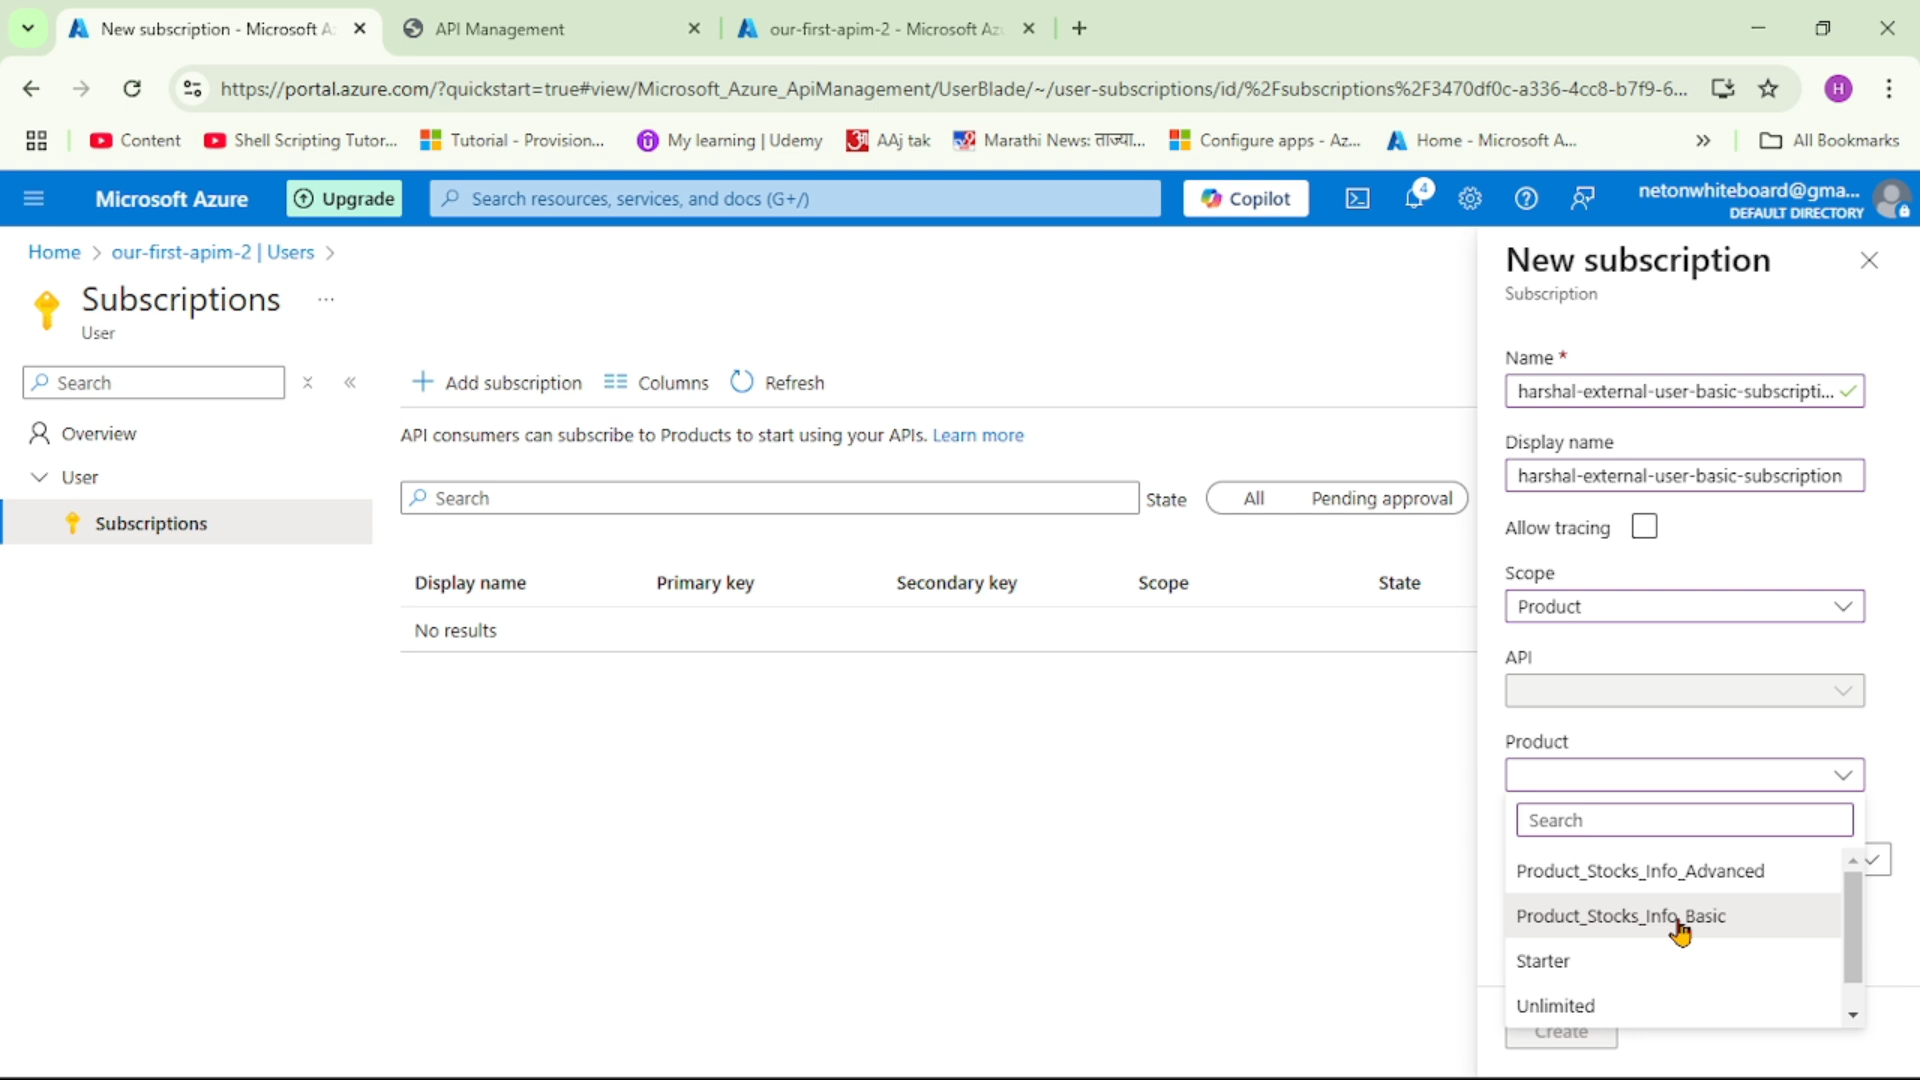 New subscription - Microsoft A
API Management
our-first-apim-2 - Microsoft Az
https://portal.azure.com/?quickstart=true#view/Microsoft_Azure_ApiManagement/UserBlade/~/user-subscriptions/id/%2Fsubscriptions%2F3470df0c-a336-4cc8-b7f9-6...
H
Content
Shell Scripting Tutor...
Tutorial - Provision...
My learning | Udemy
AAj tak
Marathi News: ताज्या...
Configure apps - Az...
Home - Microsoft A...
All Bookmarks
Microsoft Azure
Upgrade
Search resources, services, and docs (G+/)
Copilot
4
netonwhiteboard@gma...
DEFAULT DIRECTORY
Home > our-first-apim-2 | Users >
Subscriptions ...
User
Search
Overview
User
Subscriptions
Add subscription
Columns
Refresh
API consumers can subscribe to Products to start using your APIs. Learn more
Search
State
All
Pending approval
Display name
Primary key
Secondary key
Scope
State
No results
New subscription
Subscription
Name *
harshal-external-user-basic-subscripti...
Display name
harshal-external-user-basic-subscription
Allow tracing
Scope
Product
API
Product
Search
Product_Stocks_Info_Advanced
Product_Stocks_Info_Basic
Starter
Unlimited
Create